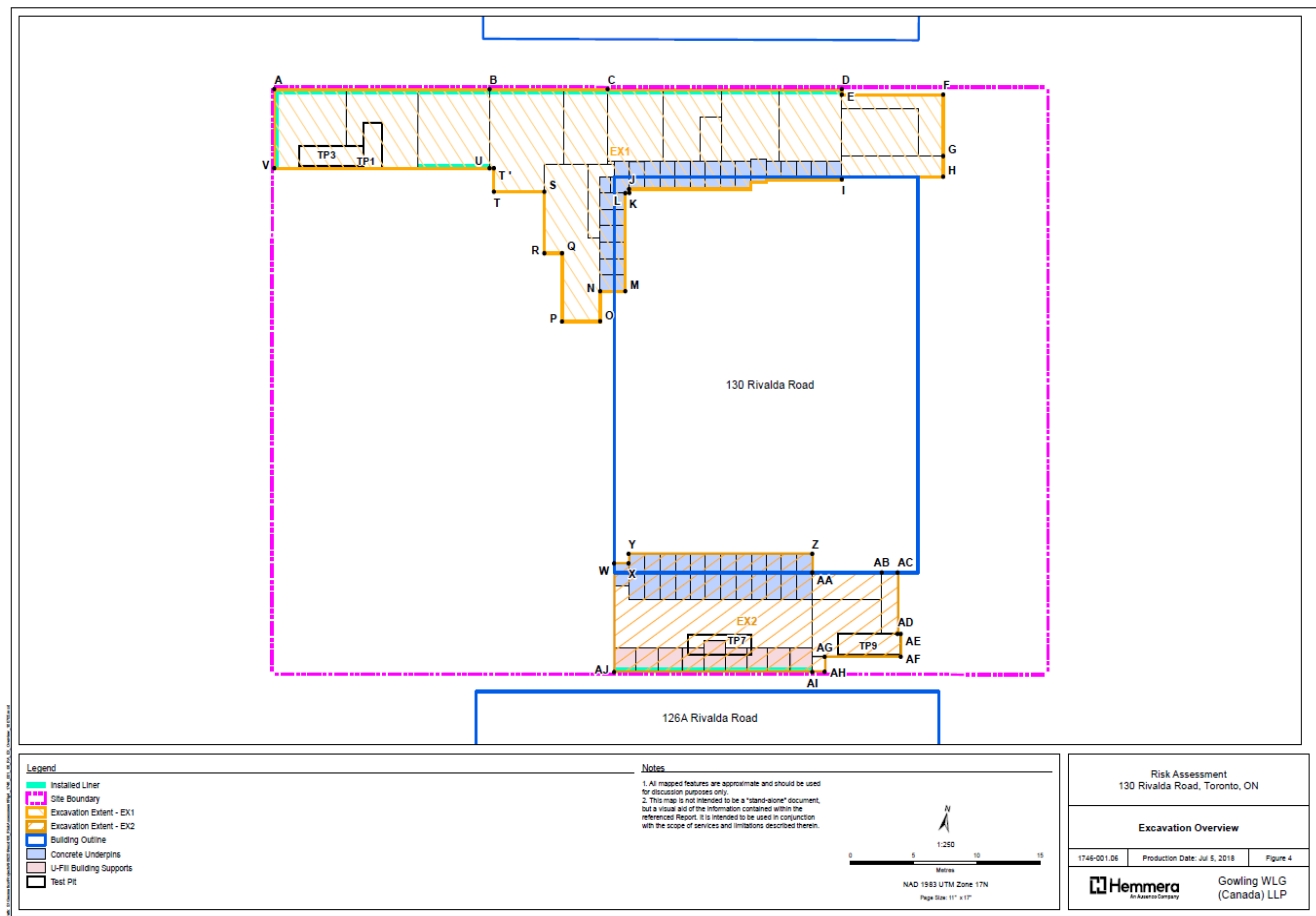 A B C D E F
G
H
I
EX1
TP3
TP1
V
U
T '
T
S
J
L
K
R
Q
N
M
P
O
130 Rivalda Road
Y
Z
W
X
AA
AB
AC
EX2
TP7
AD
AE
AG
TP9
AF
AJ
AH
AI
126A Rivalda Road
Legend
Installed Liner
Site Boundary
Excavation Extent - EX1
Excavation Extent - EX2
Building Outline
Concrete Underpins
U-Fill Building Supports
Test Pit
Notes
1. All mapped features are approximate and should be used
for discussion purposes only.
2. This map is not intended to be a "stand-alone" document,
but a visual aid of the information contained within the
referenced Report. It is intended to be used in conjunction
with the scope of services and limitations described therein.
N
1:250
0 5 10 15
Metres
NAD 1983 UTM Zone 17N
Page Size: 11" x 17"
Risk Assessment
130 Rivalda Road, Toronto, ON
Excavation Overview
1746-001.06 Production Date: Jul 5, 2018 Figure 4
Hemmera
An Ausenco Company
Gowling WLG
(Canada) LLP